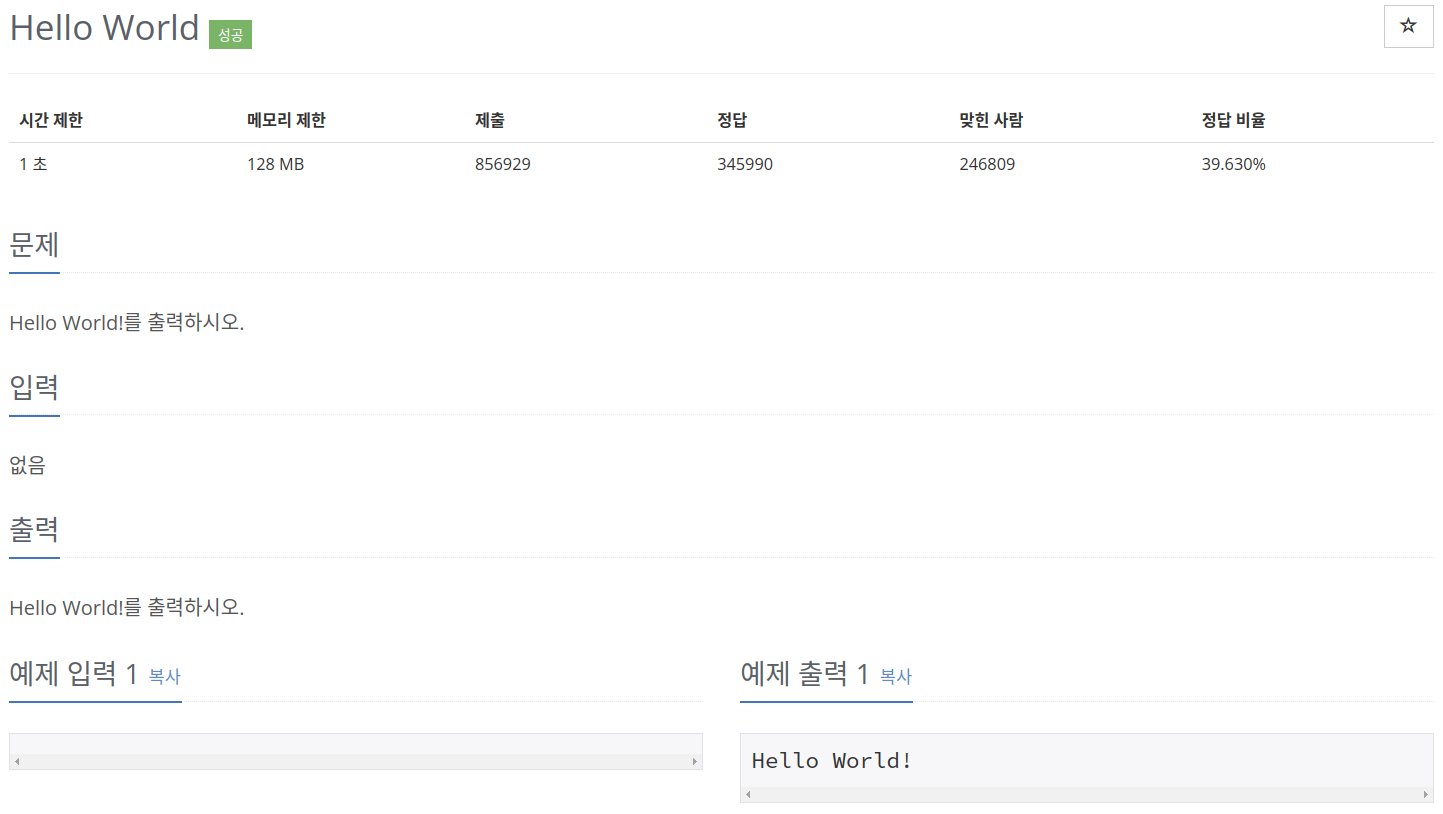 Hello World 성공
시간 제한 메모리 제한 제출 정답 맞힌 사람 정답 비율
1 초 128 MB 856929 345990 246809 39.630%
문제
Hello World!를 출력하시오.
입력
없음
출력
Hello World!를 출력하시오.
예제 입력 1 복사
예제 출력 1 복사
Hello World!